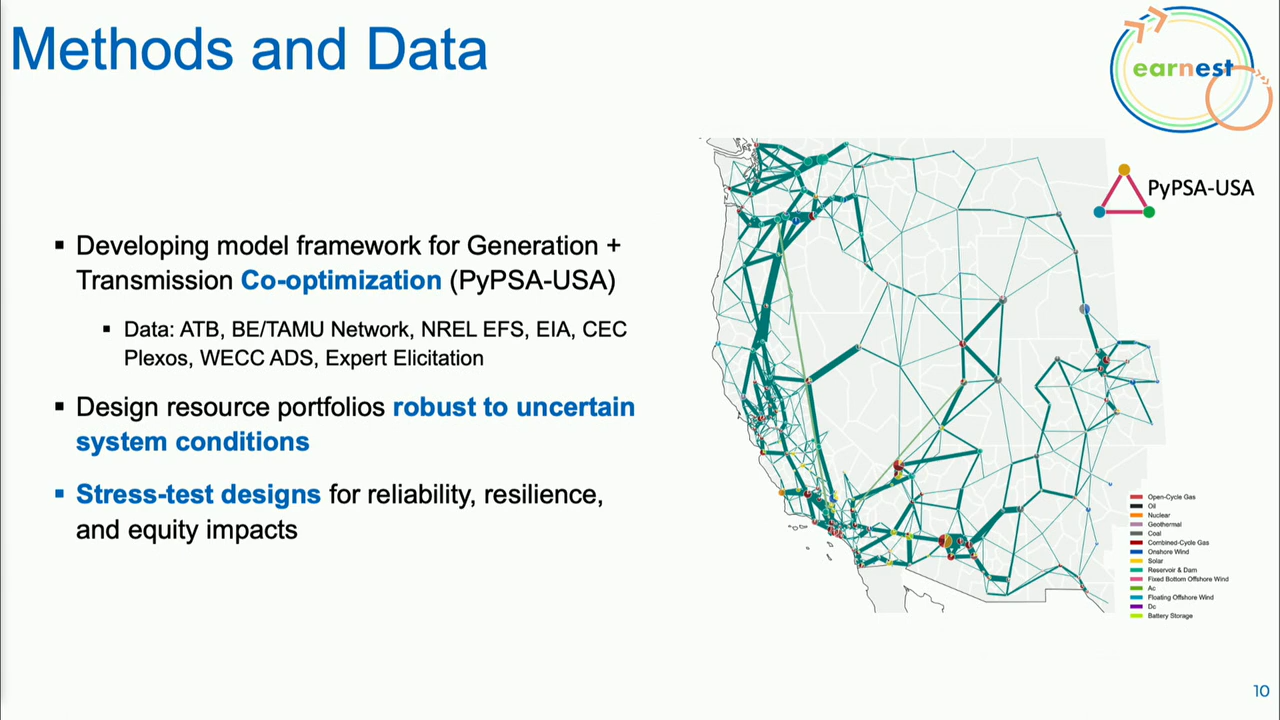 Methods and Data
earnest
PyPSA-USA
▪ Developing model framework for Generation +
Transmission Co-optimization (PyPSA-USA)
▪ Data: ATB, BE/TAMU Network, NREL EFS, EIA, CEC
Plexos, WECC ADS, Expert Elicitation
▪ Design resource portfolios robust to uncertain
system conditions
▪ Stress-test designs for reliability, resilience,
and equity impacts
Open-Cycle Gas
Oil
Nuclear
Geothermal
Coal
Combined-Cycle Gas
Onshore Wind
Solar
Reservoir & Dam
Fixed Bottom Offshore Wind
Ac
Floating Offshore Wind
Dc
Battery Storage
10